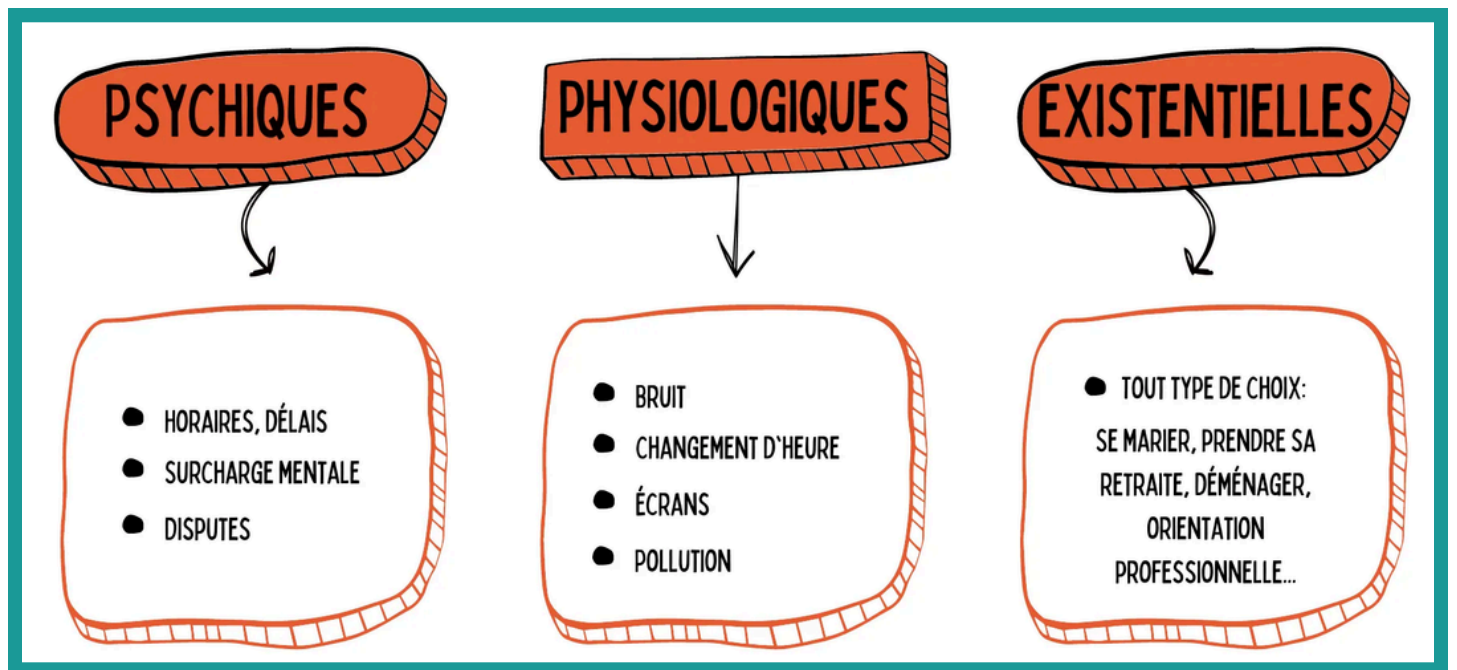 PSYCHIQUES
HORAIRES, DÉLAIS
SURCHARGE MENTALE
DISPUTES
PHYSIOLOGIQUES
BRUIT
CHANGEMENT D'HEURE
ÉCRANS
POLLUTION
EXISTENTIELLES
TOUT TYPE DE CHOIX:
SE MARIER, PRENDRE SA
RETRAITE, DÉMÉNAGER,
ORIENTATION
PROFESSIONNELLE...